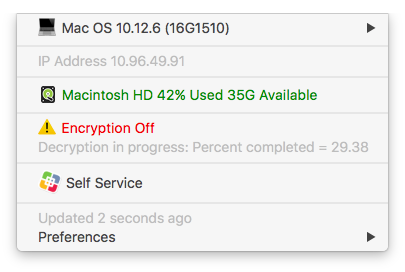 Mac OS 10.12.6 (16G1510)
IP Address 10.96.49.91
Macintosh HD 42% Used 35G Available
Encryption Off
Decryption in progress: Percent completed = 29.38
Self Service
Updated 2 seconds ago
Preferences